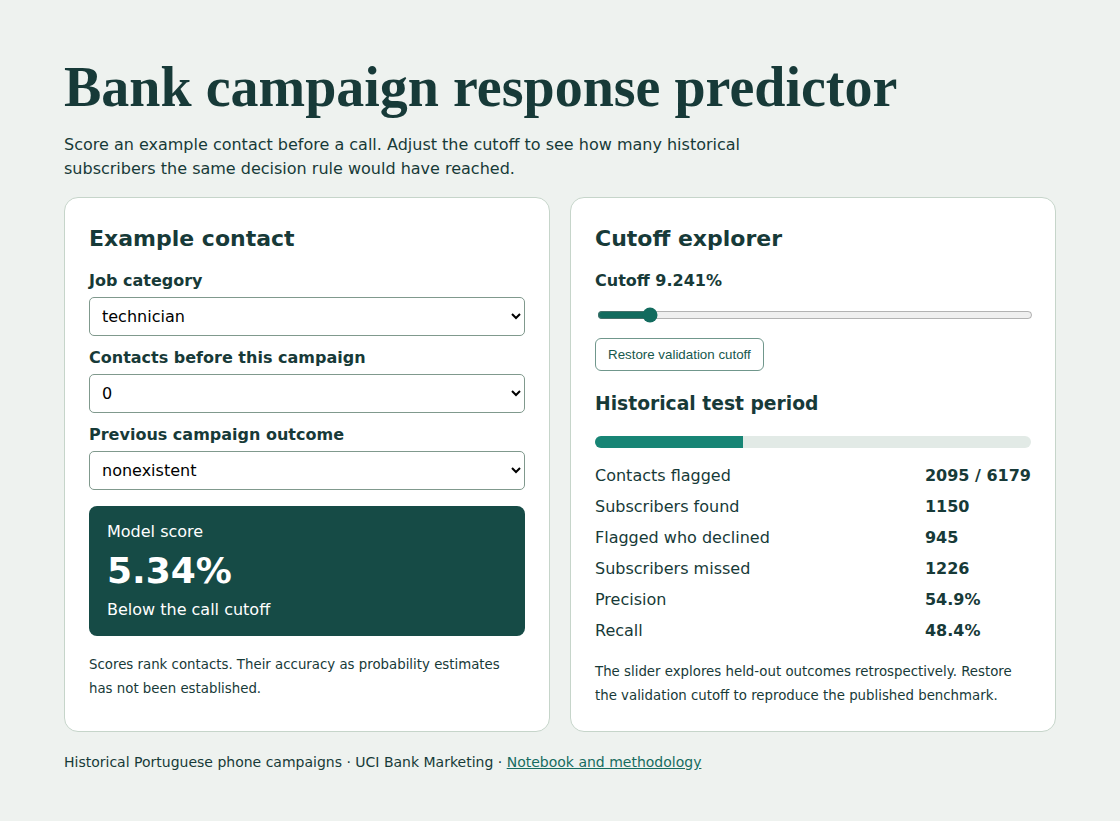 Bank campaign response predictor
Score an example contact before a call. Adjust the cutoff to see how many historical
subscribers the same decision rule would have reached.
Example contact
Job category
technician
Contacts before this campaign
0
Previous campaign outcome
nonexistent
Model score
5.34%
Below the call cutoff
Scores rank contacts. Their accuracy as probability estimates
has not been established.
Cutoff explorer
Cutoff 9.241%
Restore validation cutoff
Historical test period
Contacts flagged 2095 / 6179
Subscribers found 1150
Flagged who declined 945
Subscribers missed 1226
Precision 54.9%
Recall 48.4%
The slider explores held-out outcomes retrospectively. Restore
the validation cutoff to reproduce the published benchmark.
Historical Portuguese phone campaigns · UCI Bank Marketing · Notebook and methodology